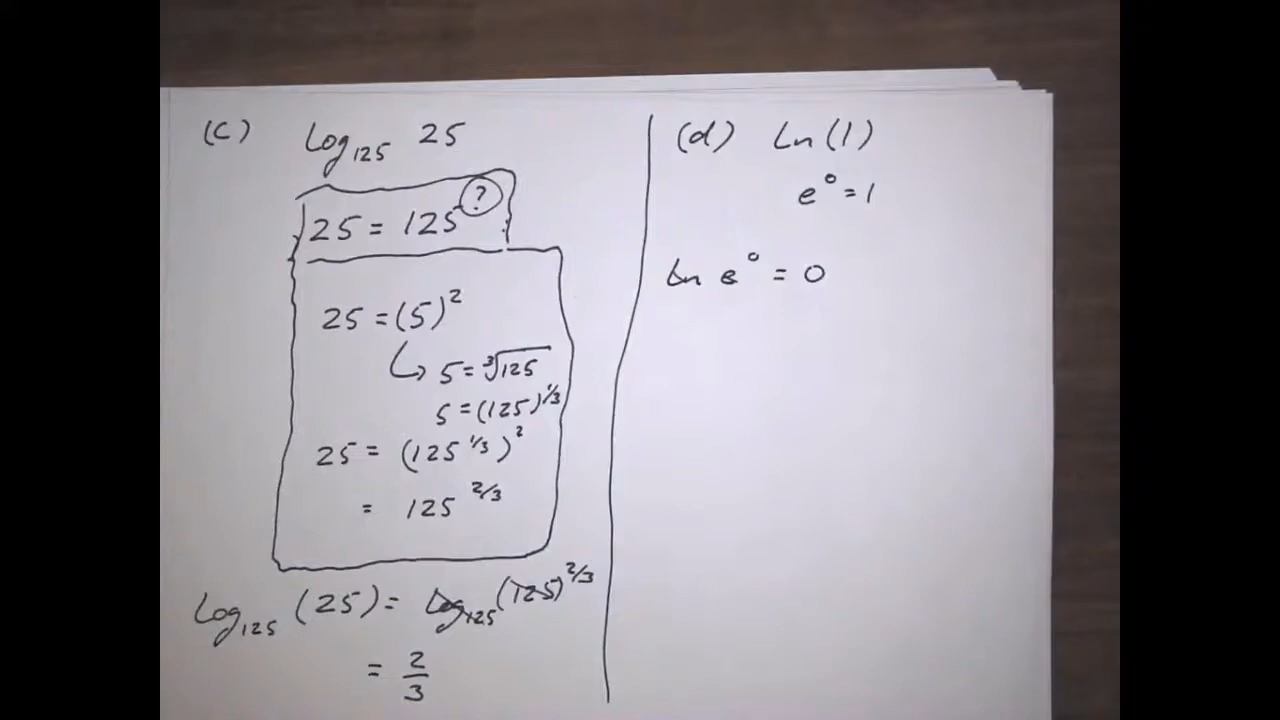 (c) Log₁₂₅ 25
25 = 125^?
25 = (5)²
↳ 5 = ∛125
5 = (125)^1/3
25 = (125^1/3)²
= 125^2/3
Log₁₂₅ (25) = Log₁₂₅ (125)^2/3
= 2/3
(d) Ln(1)
e⁰ = 1
Ln e⁰ = 0